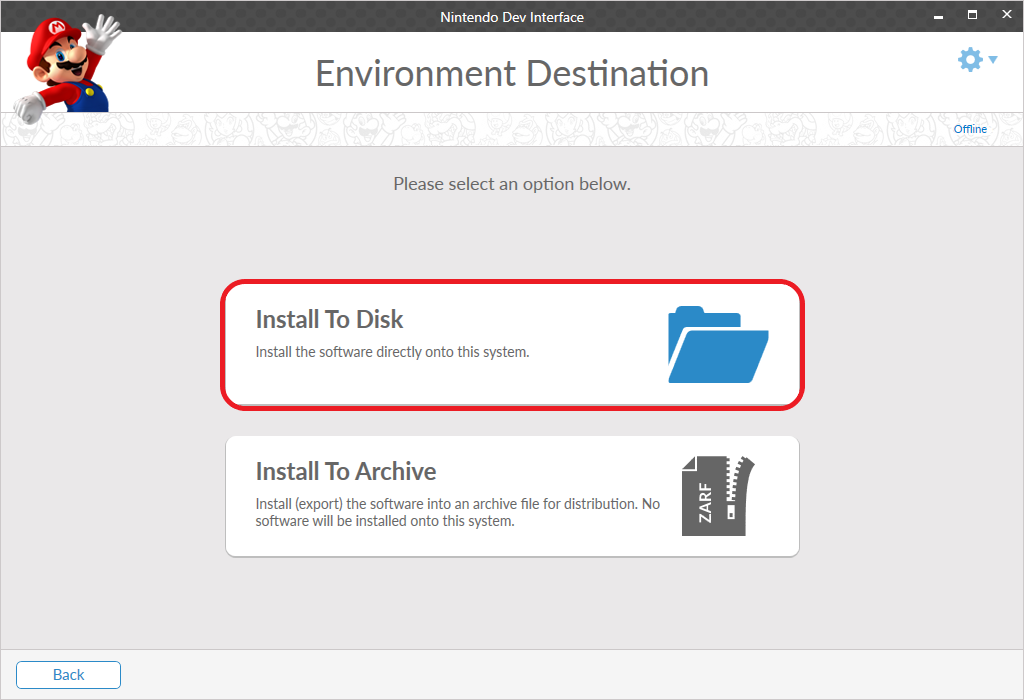 Nintendo Dev Interface
M
Environment Destination
Offline
Please select an option below.
Install To Disk
Install the software directly onto this system.
Install To Archive
Install (export) the software into an archive file for distribution. No
software will be installed onto this system.
ZARF
Back